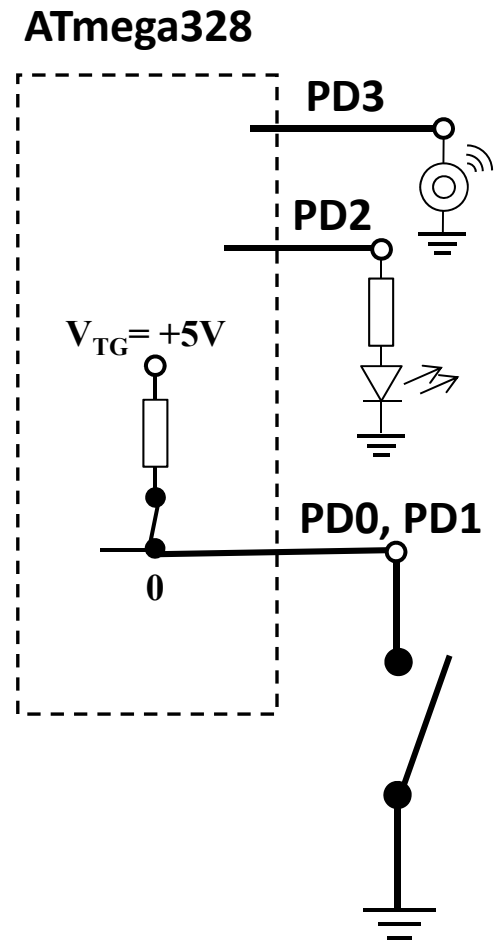 ATmega328
PD3
PD2
VTG= +5V
PD0, PD1
0